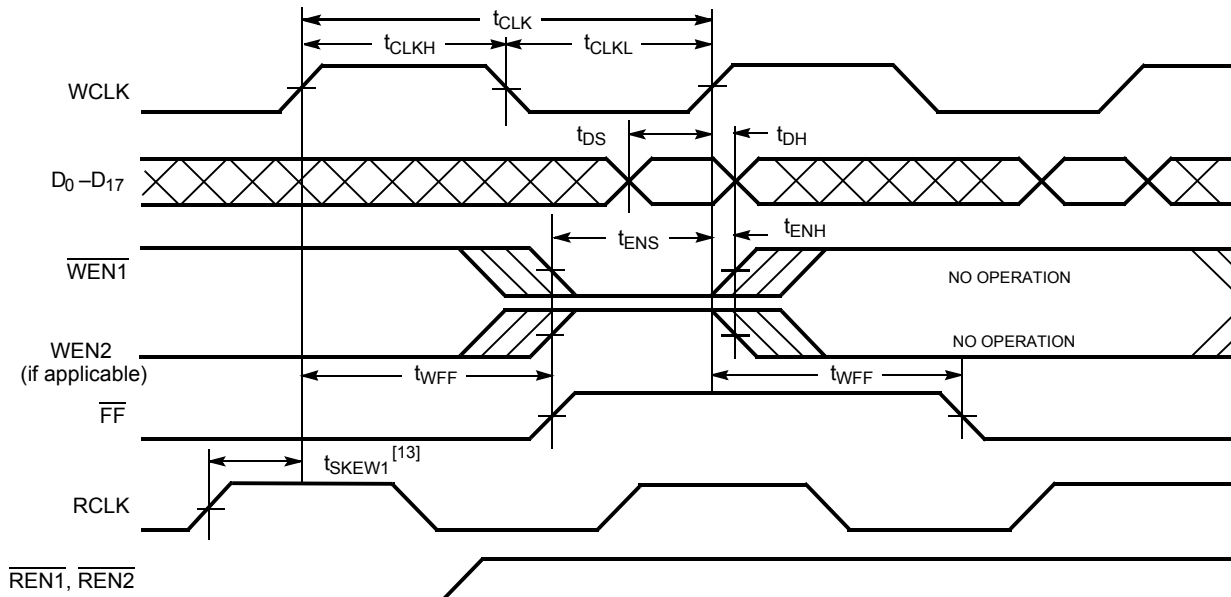 tCLK
tCLKH tCLKL
WCLK
tDS tDH
D0 –D17
tENS tENH
WEN1
NO OPERATION
WEN2
(if applicable)
NO OPERATION
tWFF tWFF
FF
tSKEW1 [13]
RCLK
REN1, REN2